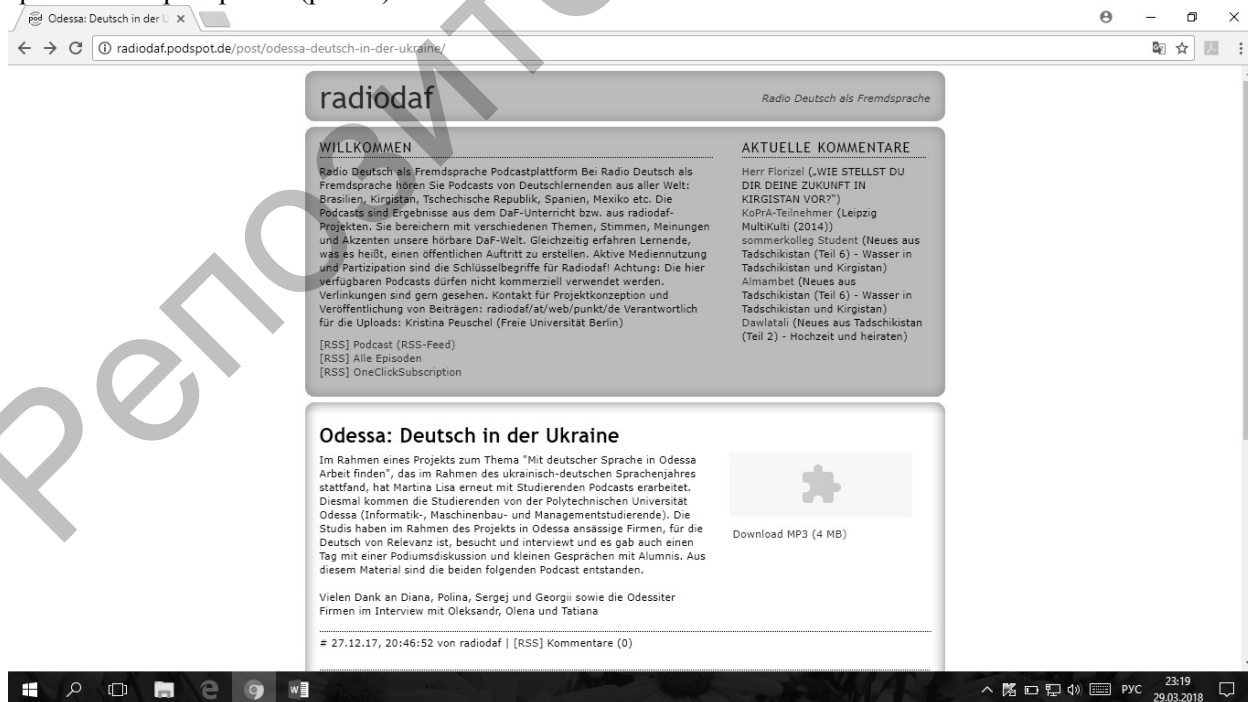 Odessa: Deutsch in der U
radiodaf.podspot.de/post/odessa-deutsch-in-der-ukraine/
radiodaf
Radio Deutsch als Fremdsprache
WILLKOMMEN
Radio Deutsch als Fremdsprache Podcastplattform Bei Radio Deutsch als
Fremdsprache hören Sie Podcasts von Deutschlernenden aus aller Welt:
Brasilien, Kirgistan, Tschechische Republik, Spanien, Mexiko etc. Die
Podcasts sind Ergebnisse aus dem DaF-Unterricht bzw. aus radiodaf-
Projekten. Sie bereichern mit verschiedenen Themen, Stimmen, Meinungen
und Akzenten unsere hörbare DaF-Welt. Gleichzeitig erfahren Lernende,
was es heißt, einen öffentlichen Auftritt zu erstellen. Aktive Mediennutzung
und Partizipation sind die Schlüsselbegriffe für Radiodaf! Achtung: Die hier
verfügbaren Podcasts dürfen nicht kommerziell verwendet werden.
Verlinkungen sind gern gesehen. Kontakt für Projektkonzeption und
Veröffentlichung von Beiträgen: radiodaf/at/web/punkt/de Verantwortlich
für die Uploads: Kristina Peuschel (Freie Universität Berlin)
[RSS] Podcast (RSS-Feed)
[RSS] Alle Episoden
[RSS] OneClickSubscription
AKTUELLE KOMMENTARE
Herr Florizel („WIE STELLST DU
DIR DEINE ZUKUNFT IN
KIRGISTAN VOR?")
KoPrA-Teilnehmer (Leipzig
MultiKulti (2014))
sommerkolleg Student (Neues aus
Tadschikistan (Teil 6) - Wasser in
Tadschikistan und Kirgistan)
Almambet (Neues aus
Tadschikistan (Teil 6) - Wasser in
Tadschikistan und Kirgistan)
Dawlatali (Neues aus Tadschikistan
(Teil 2) - Hochzeit und heiraten)
Odessa: Deutsch in der Ukraine
Im Rahmen eines Projekts zum Thema "Mit deutscher Sprache in Odessa
Arbeit finden", das im Rahmen des ukrainisch-deutschen Sprachenjahres
stattfand, hat Martina Lisa erneut mit Studierenden Podcasts erarbeitet.
Diesmal kommen die Studierenden von der Polytechnischen Universität
Odessa (Informatik-, Maschinenbau- und Managementstudierende). Die
Studis haben im Rahmen des Projekts in Odessa ansässige Firmen, für die
Deutsch von Relevanz ist, besucht und interviewt und es gab auch einen
Tag mit einer Podiumsdiskussion und kleinen Gesprächen mit Alumnis. Aus
diesem Material sind die beiden folgenden Podcast entstanden.
Vielen Dank an Diana, Polina, Sergej und Georgii sowie die Odessiter
Firmen im Interview mit Oleksandr, Olena und Tatiana
Download MP3 (4 MB)
# 27.12.17, 20:46:52 von radiodaf | [RSS] Kommentare (0)
РУС
23:19
29.03.2018